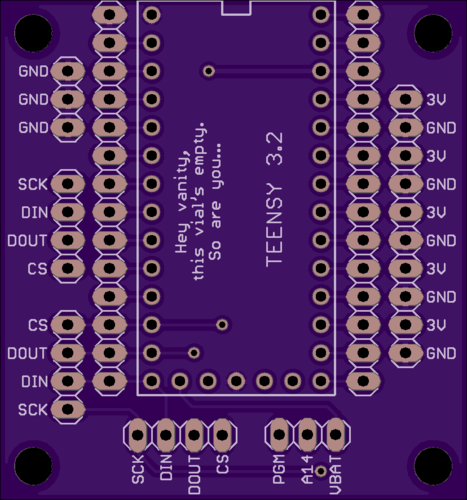 GND
GND
GND
SCK
DIN
DOUT
CS
CS
DOUT
DIN
SCK
Hey vanity,
this vial's empty.
So are you...
TEENSY 3.2
3V
GND
3V
GND
3V
GND
3V
GND
3V
GND
SCK
DIN
DOUT
CS
PGM
A14
VBAT